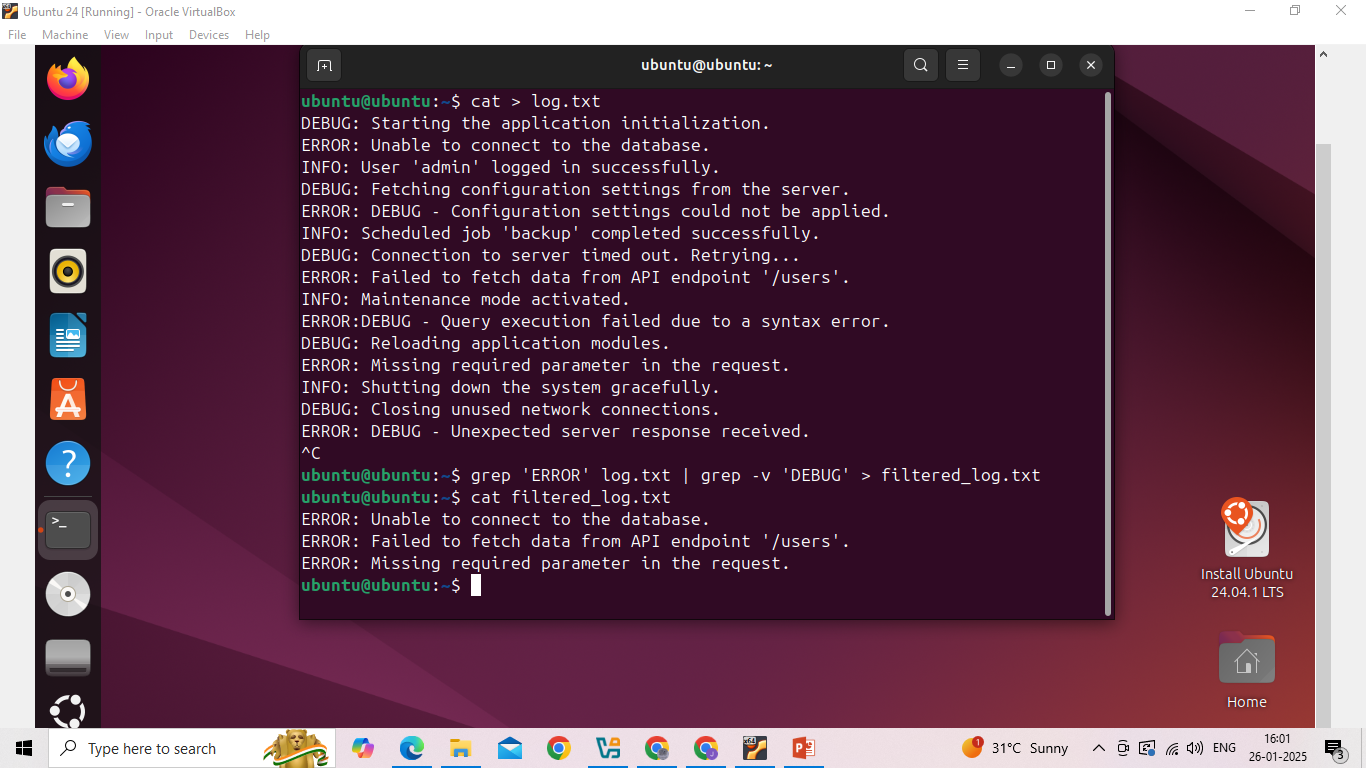 Ubuntu 24 [Running] - Oracle VirtualBox
File Machine View Input Devices Help
ubuntu@ubuntu: ~
ubuntu@ubuntu:~$ cat > log.txt
DEBUG: Starting the application initialization.
ERROR: Unable to connect to the database.
INFO: User 'admin' logged in successfully.
DEBUG: Fetching configuration settings from the server.
ERROR: DEBUG - Configuration settings could not be applied.
INFO: Scheduled job 'backup' completed successfully.
DEBUG: Connection to server timed out. Retrying...
ERROR: Failed to fetch data from API endpoint '/users'.
INFO: Maintenance mode activated.
ERROR:DEBUG - Query execution failed due to a syntax error.
DEBUG: Reloading application modules.
ERROR: Missing required parameter in the request.
INFO: Shutting down the system gracefully.
DEBUG: Closing unused network connections.
ERROR: DEBUG - Unexpected server response received.
^C
ubuntu@ubuntu:~$ grep 'ERROR' log.txt | grep -v 'DEBUG' > filtered_log.txt
ubuntu@ubuntu:~$ cat filtered_log.txt
ERROR: Unable to connect to the database.
ERROR: Failed to fetch data from API endpoint '/users'.
ERROR: Missing required parameter in the request.
ubuntu@ubuntu:~$
Install Ubuntu
24.04.1 LTS
Home
Type here to search
1
31°C Sunny
ENG
16:01
26-01-2025
3